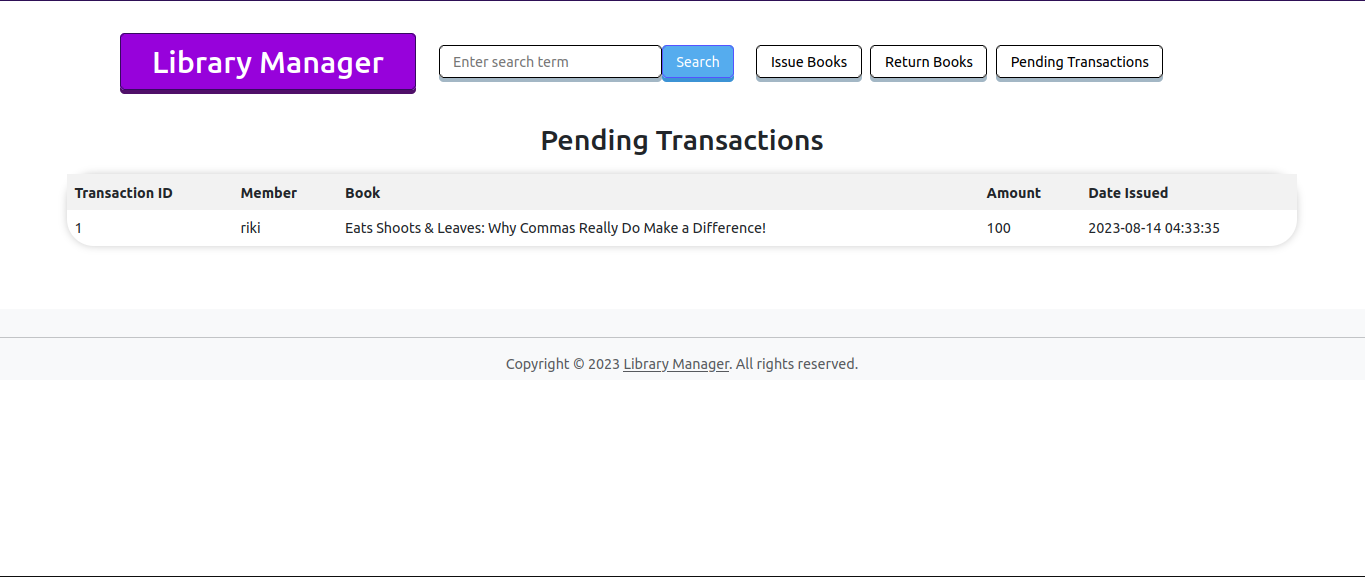 Library Manager Enter search term Search Issue Books Return Books Pending Transactions
Pending Transactions
Transaction ID Member Book Amount Date Issued
1 riki Eats Shoots & Leaves: Why Commas Really Do Make a Difference! 100 2023-08-14 04:33:35
Copyright © 2023 Library Manager. All rights reserved.